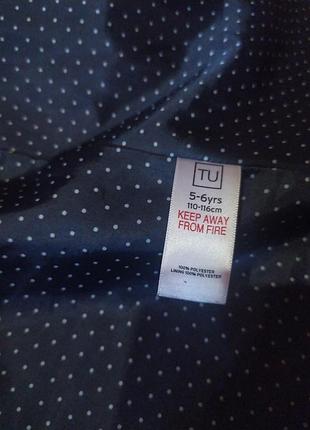 TU
5-6yrs
110-116cm
KEEP AWAY
FROM FIRE
100% POLYESTER
LINING 100% POLYESTER